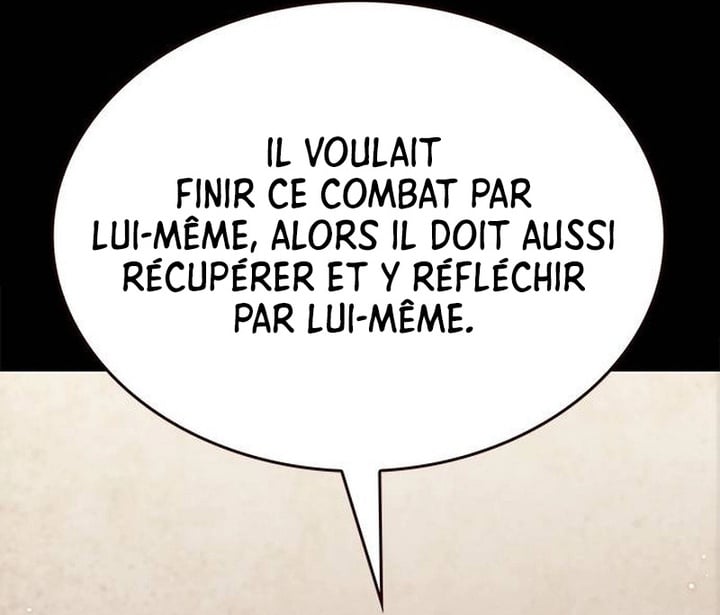 IL VOULAIT
FINIR CE COMBAT PAR
LUI-MÊME, ALORS IL DOIT AUSSI
RÉCUPÉRER ET Y RÉFLÉCHIR
PAR LUI-MÊME.